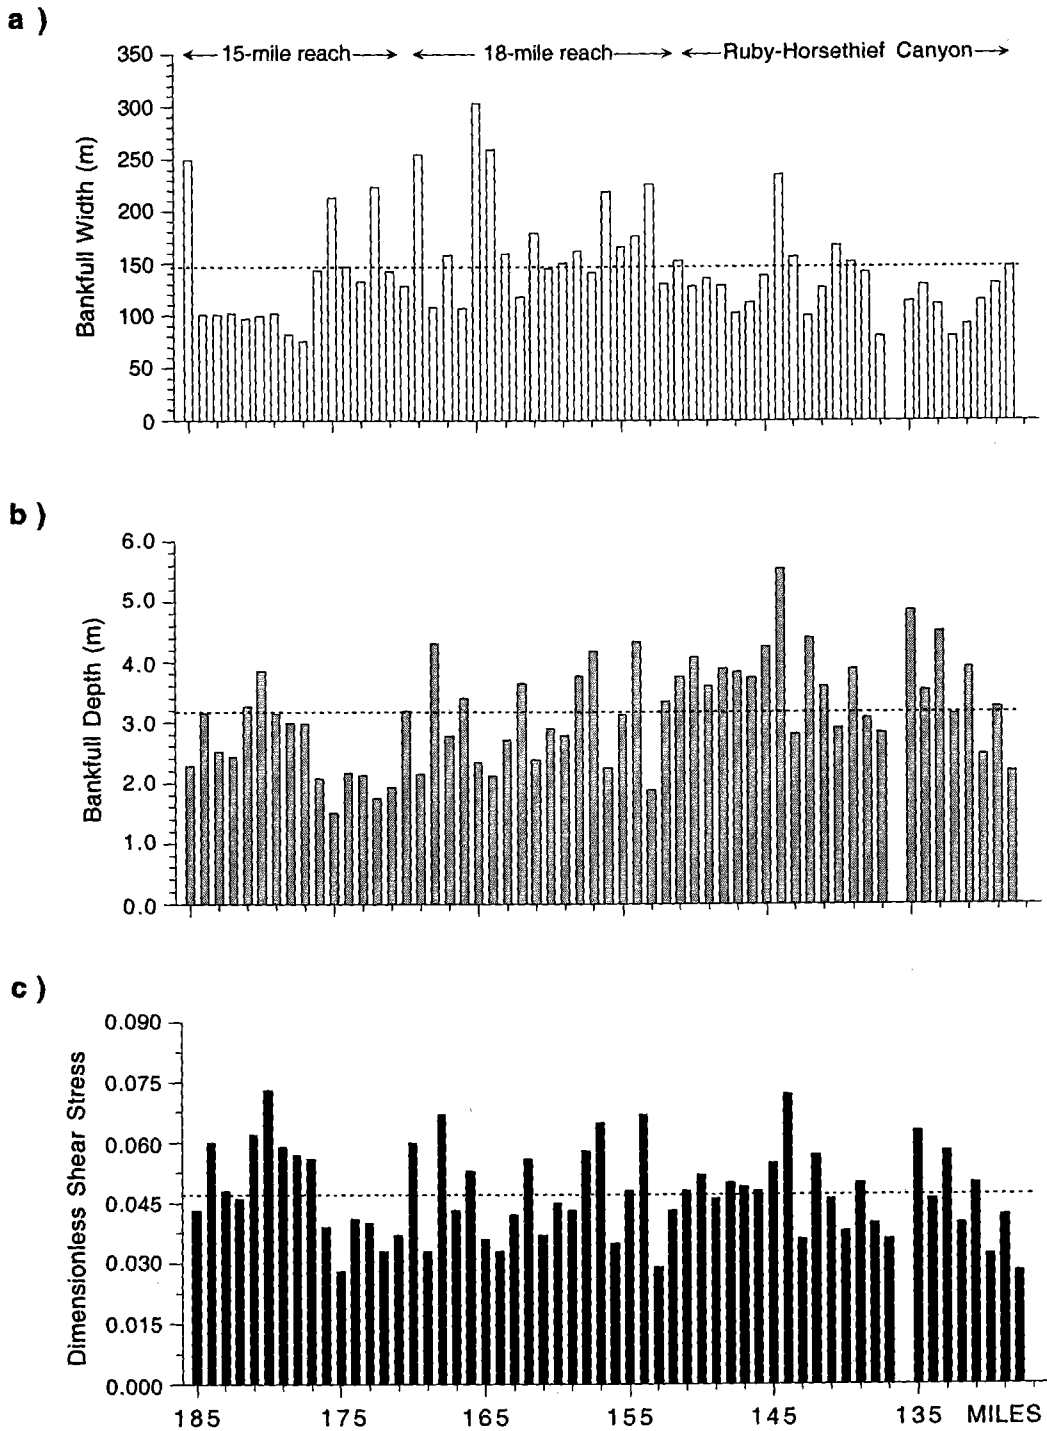 a )
350
15-mile reach
18-mile reach
Ruby-Horsethief Canyon
300
250
200
150
100
50
0
Bankfull Width (m)
b )
6.0
5.0
4.0
3.0
2.0
1.0
0.0
Bankfull Depth (m)
c )
0.090
0.075
0.060
0.045
0.030
0.015
0.000
Dimensionless Shear Stress
185 175 165 155 145 135 MILES